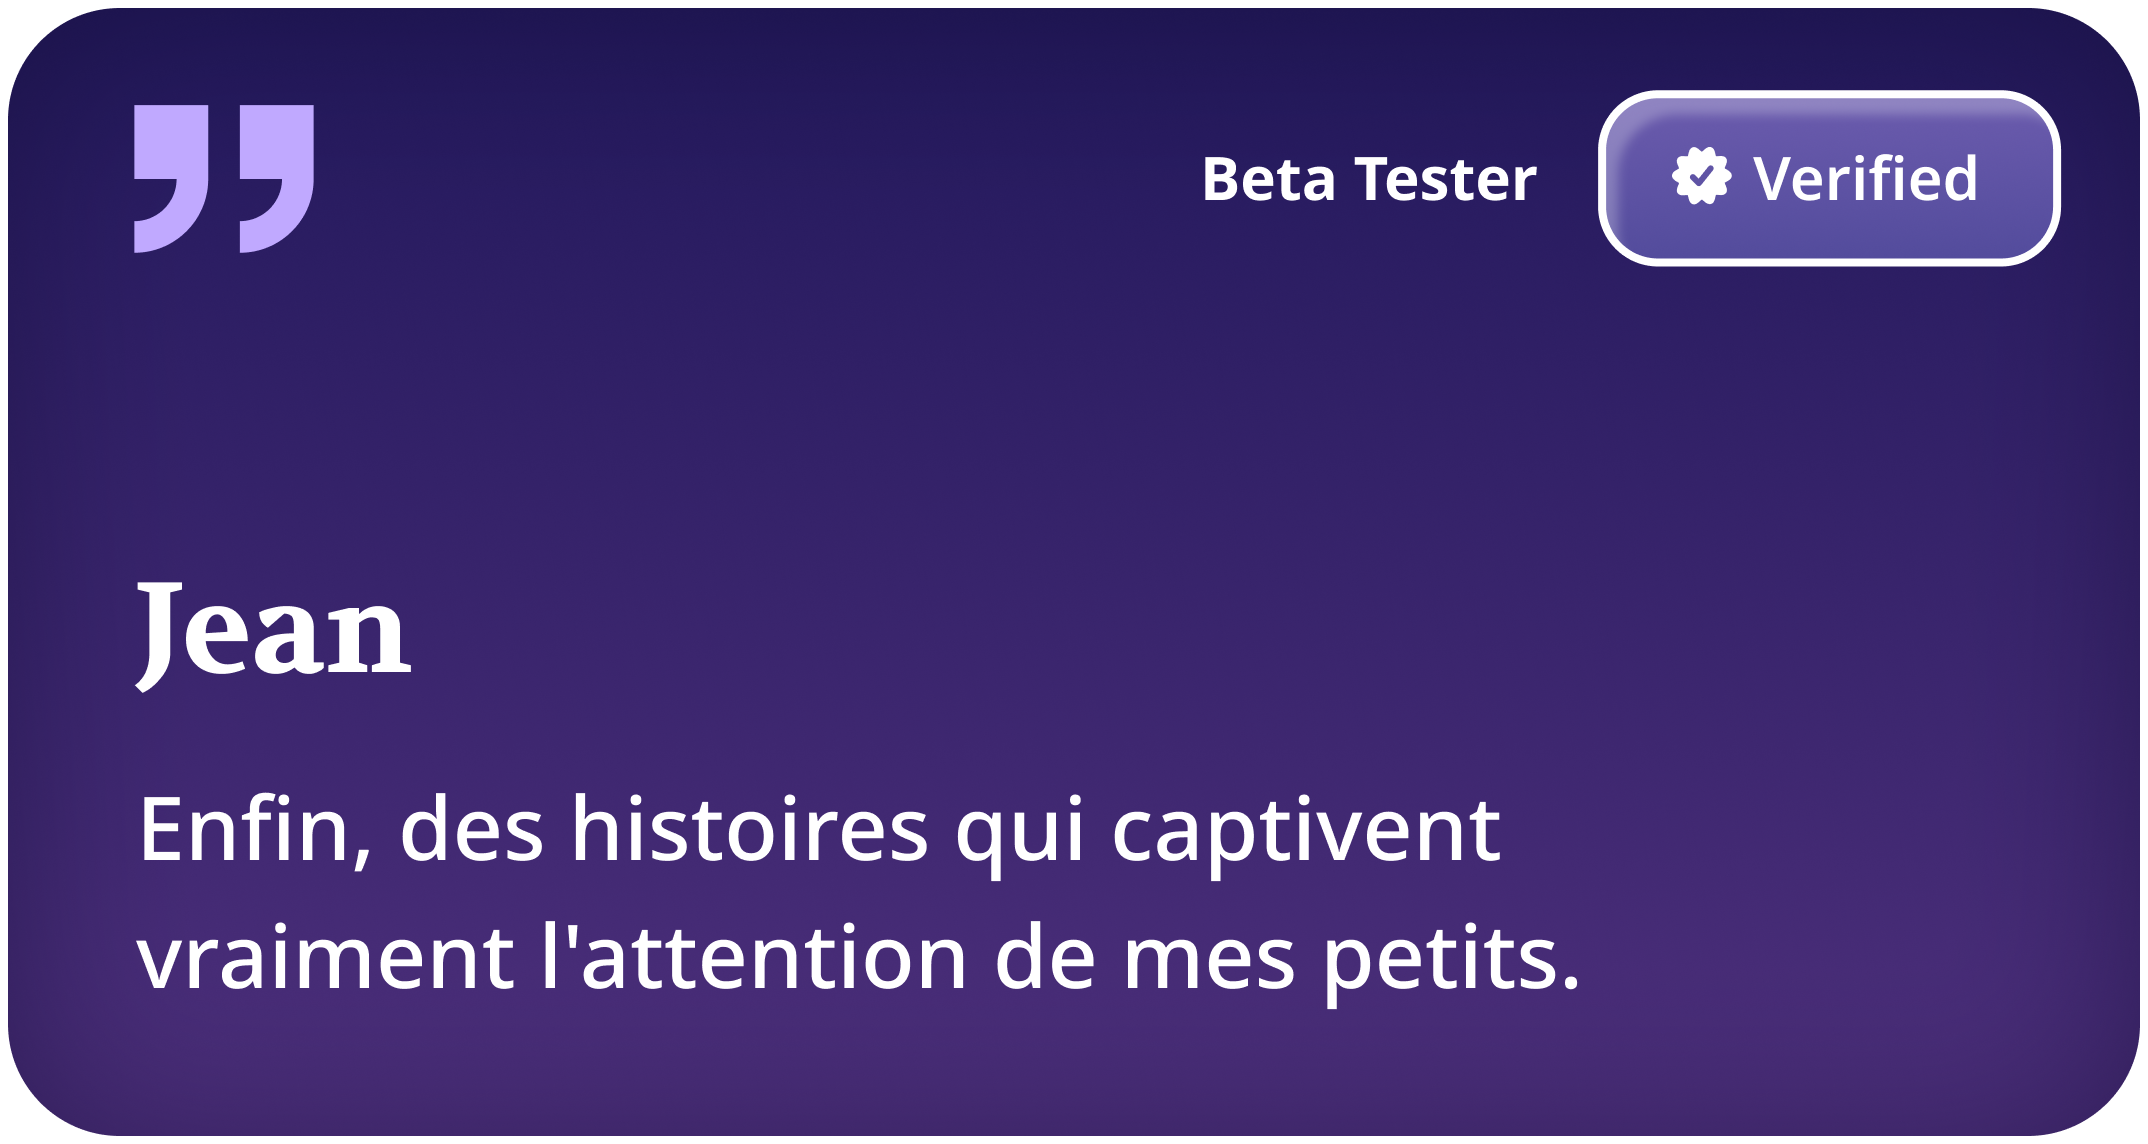 Beta Tester
Verified
Jean
Enfin, des histoires qui captivent
vraiment l'attention de mes petits.